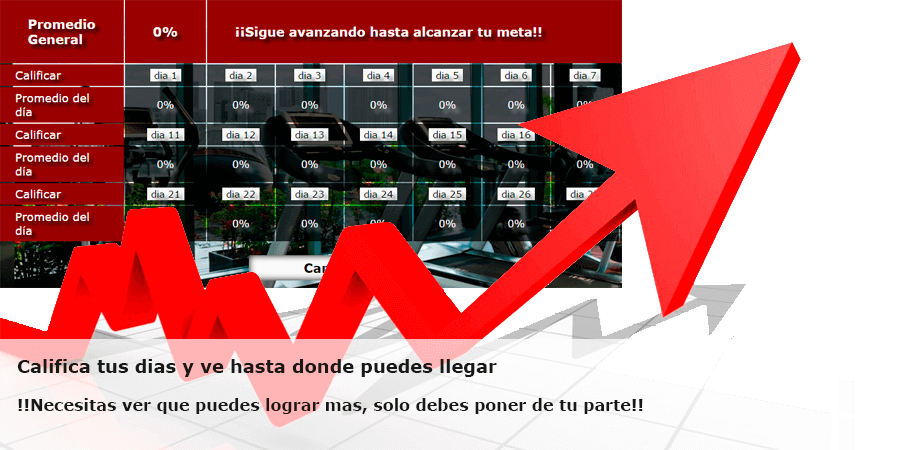 Promedio General 0% ¡¡Sigue avanzando hasta alcanzar tu meta!!
Calificar dia 1 dia 2 dia 3 dia 4 dia 5 dia 6 dia 7
Promedio del día 0% 0% 0% 0% 0% 0% 0%
Calificar dia 11 dia 12 dia 13 dia 14 dia 15 dia 16
Promedio del día 0% 0% 0% 0% 0% 0% 0%
Calificar dia 21 dia 22 dia 23 dia 24 dia 25 dia 26
Promedio del día 0% 0% 0% 0% 0%
Califica tus dias y ve hasta donde puedes llegar
!!Necesitas ver que puedes lograr mas, solo debes poner de tu parte!!